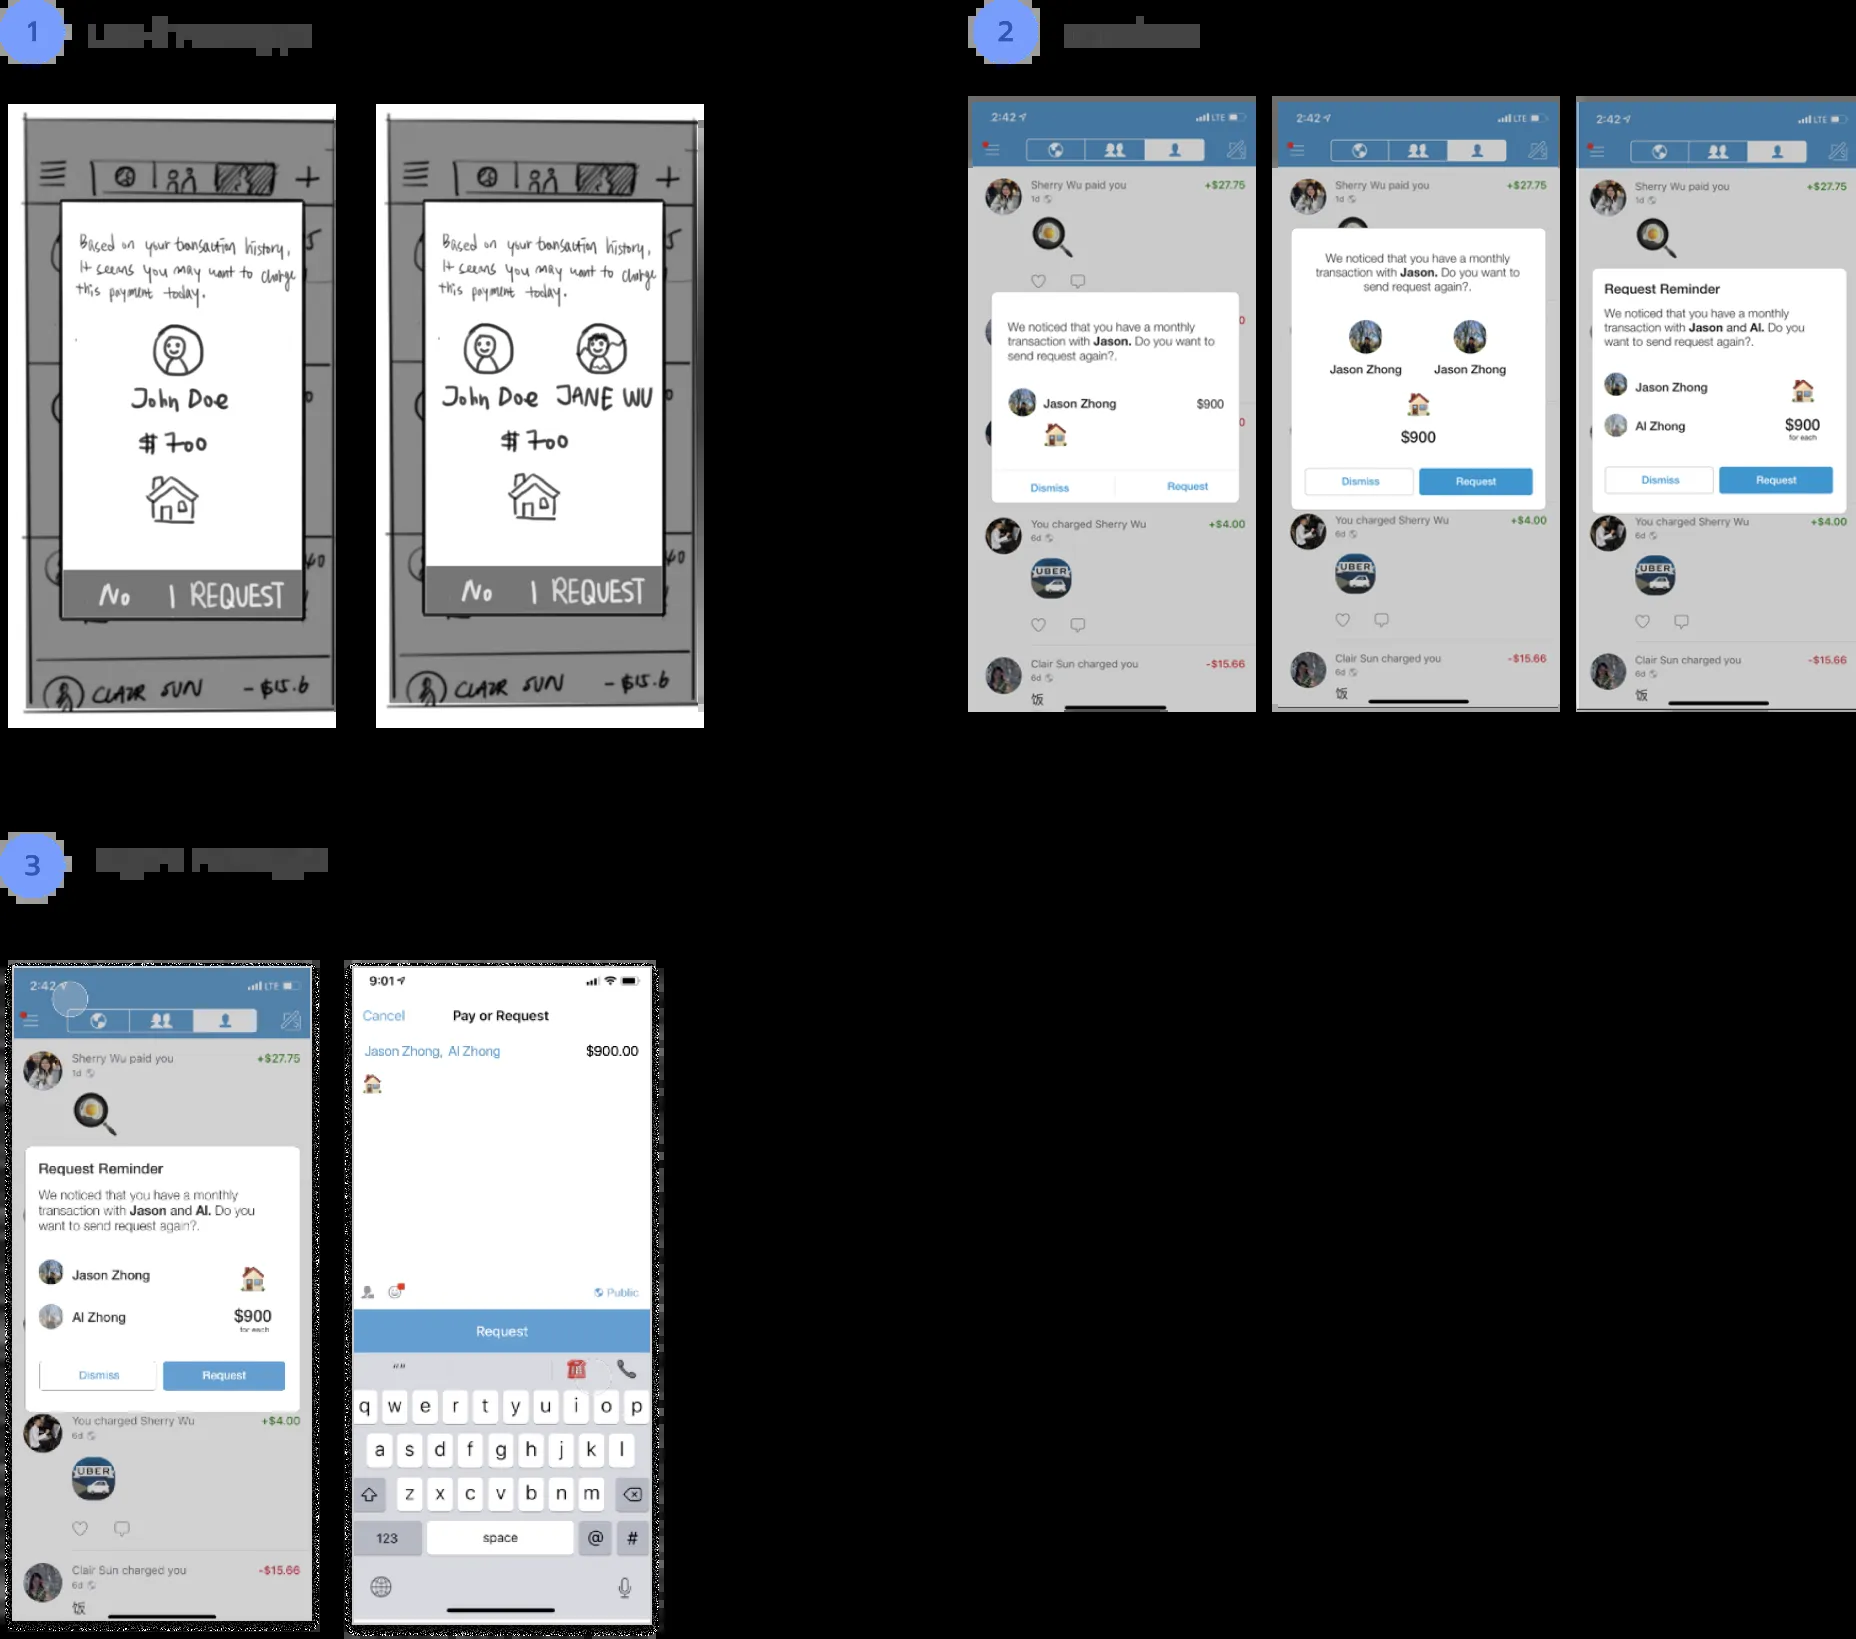 1
Based on your transaction history,
It seems you may want to charge
this payment today.
John Doe
$700
No | REQUEST
CLAIR SUN -$15.6
Based on your transaction history,
It seems you may want to charge
this payment today.
John Doe JANE WU
$700
No | REQUEST
CLAIR SUN -$15.6
2
2:42 LTE
Sherry Wu paid you +$27.75
1d
We noticed that you have a monthly
transaction with Jason. Do you want to
send request again?.
Jason Zhong $900
Dismiss Request
You charged Sherry Wu +$4.00
6d
UBER
Clair Sun charged you -$15.66
6d
饭
2:42 LTE
Sherry Wu paid you +$27.75
1d
We noticed that you have a monthly
transaction with Jason. Do you want to
send request again?.
Jason Zhong Jason Zhong
$900
Dismiss Request
You charged Sherry Wu +$4.00
6d
UBER
Clair Sun charged you -$15.66
6d
饭
2:42 LTE
Sherry Wu paid you +$27.75
1d
Request Reminder
We noticed that you have a monthly
transaction with Jason and Al. Do you
want to send request again?.
Jason Zhong
Al Zhong $900
for each
Dismiss Request
You charged Sherry Wu +$4.00
6d
UBER
Clair Sun charged you -$15.66
6d
饭
3
2:42 LTE
Sherry Wu paid you +$27.75
1d
Request Reminder
We noticed that you have a monthly
transaction with Jason and Al. Do you
want to send request again?.
Jason Zhong
Al Zhong $900
for each
Dismiss Request
You charged Sherry Wu +$4.00
6d
UBER
Clair Sun charged you -$15.66
6d
饭
9:01
Cancel Pay or Request
Jason Zhong, Al Zhong $900.00
Public
Request
“”
q w e r t y u i o p
a s d f g h j k l
z x c v b n m
123 space @ #